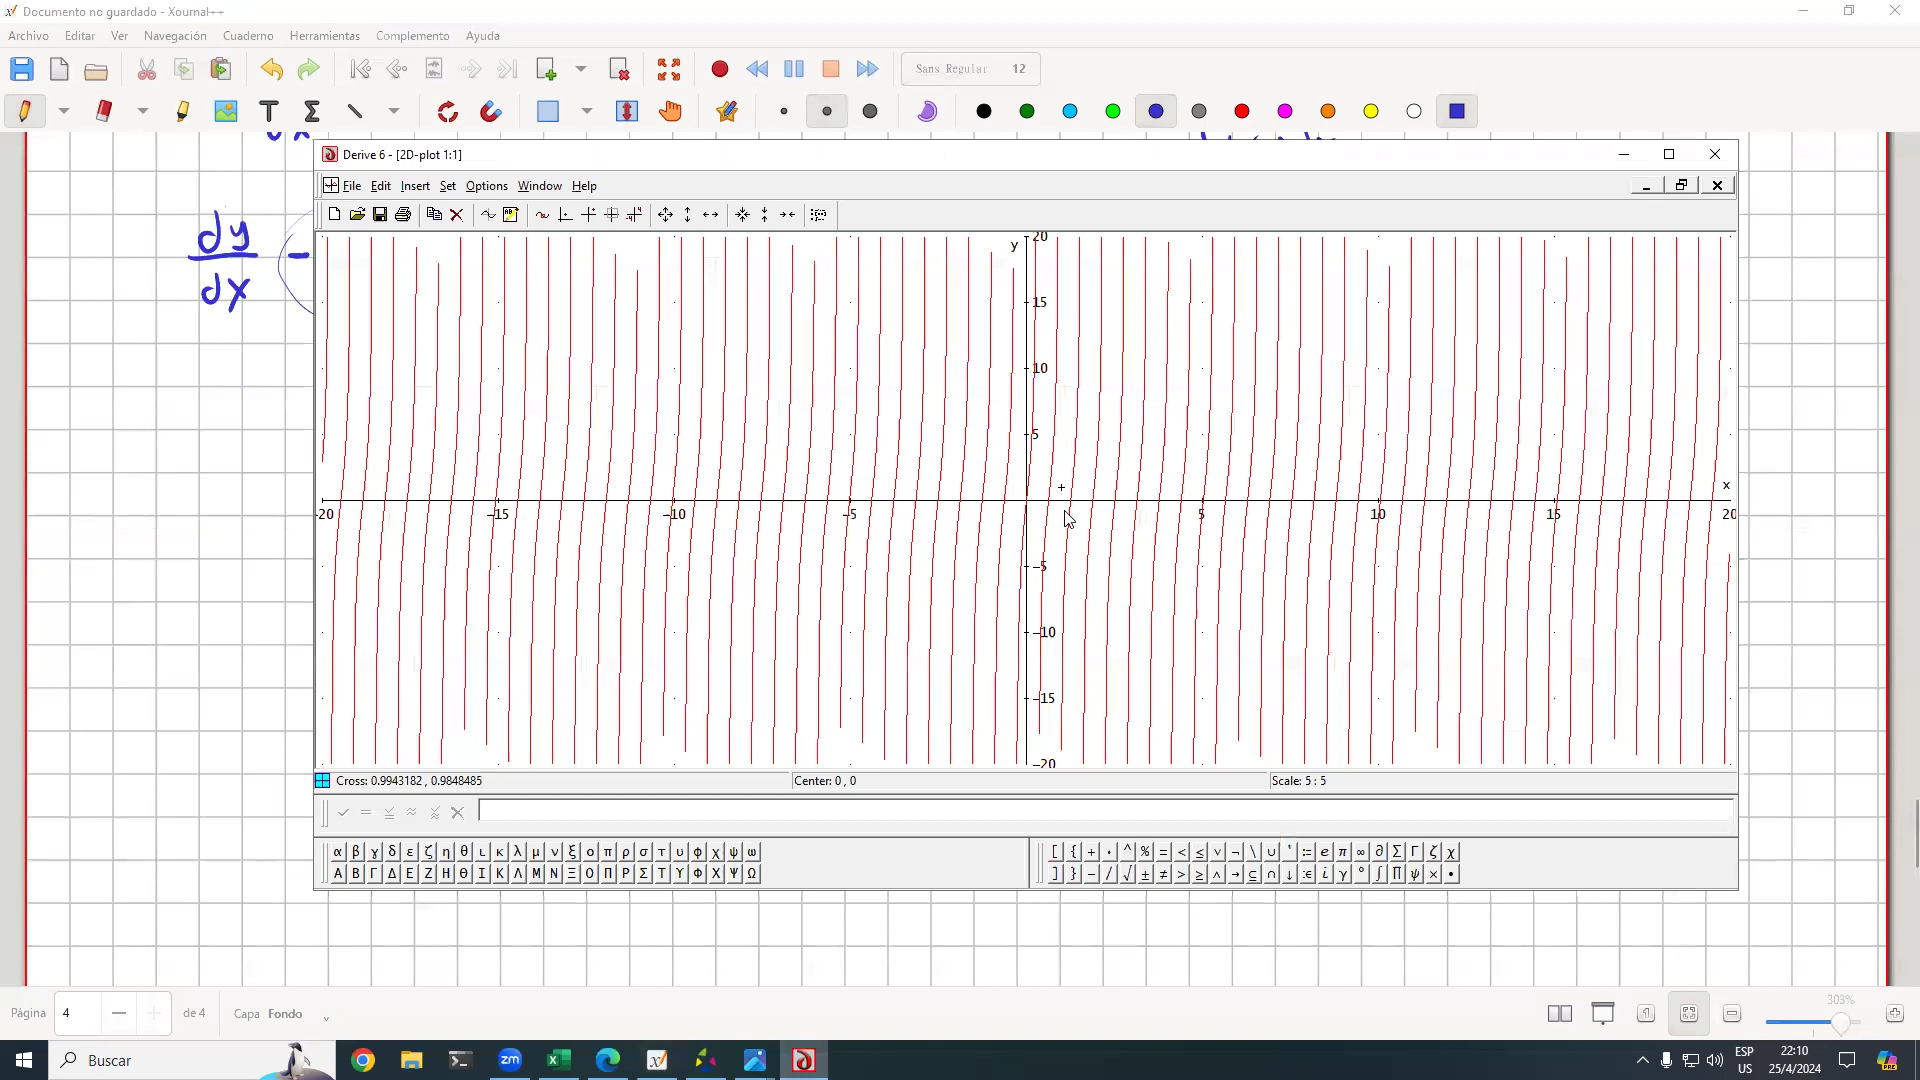 Documento no guardado - Xournal++
Archivo Editar Ver Navegación Cuaderno Herramientas Complemento Ayuda
Sans Regular 12
Derive 6 - [2D-plot 1:1]
File Edit Insert Set Options Window Help
dy
dx
y
20
15
10
5
x
-20 -15 -10 -5 5 10 15 20
-5
-10
-15
-20
Cross: 0.9943182 , 0.9848485 Center: 0 , 0 Scale: 5 : 5
α β γ δ ε ζ η θ ι κ λ μ ν ξ ο π ρ σ τ υ φ χ ψ ω
Α Β Γ Δ Ε Ζ Η Θ Ι Κ Λ Μ Ν Ξ Ο Π Ρ Σ Τ Υ Φ Χ Ψ Ω
[ { + · ^ % = < ≤ ∨ ¬ \ ∪ ' := e π ∞ ∂ ∑ Γ ζ χ
] } − / √ ± ≠ > ≥ ∧ → ⊆ ∩ ↓ :∈ i γ ° ∫ ∏ ψ × •
Página 4 de 4 Capa Fondo
303%
Buscar
zm
ESP
US
22:10
25/4/2024
PRE